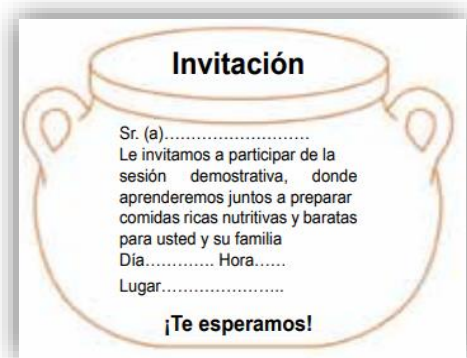 Invitación
Sr. (a)………………………
Le invitamos a participar de la
sesión demostrativa, donde
aprenderemos juntos a preparar
comidas ricas nutritivas y baratas
para usted y su familia
Día…………. Hora……
Lugar…………………..
¡Te esperamos!